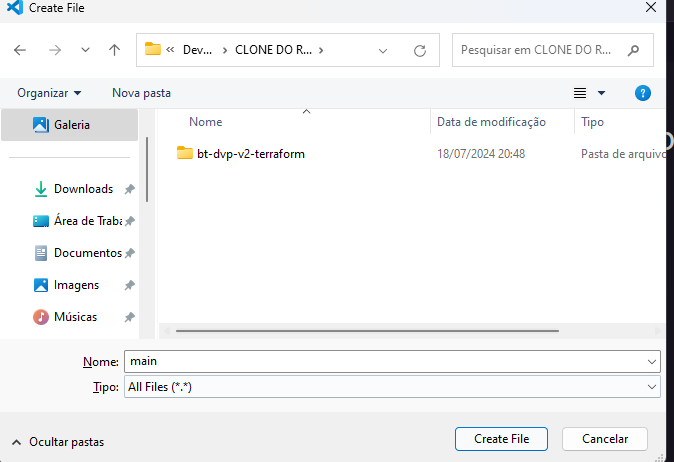 Create File
« Dev... > CLONE DO R... >
Pesquisar em CLONE DO R...
Organizar
Nova pasta
?
Galeria
Nome
Data de modificação
Tipo
bt-dvp-v2-terraform
18/07/2024 20:48
Pasta de arquivo
Downloads
Área de Traba
Documentos
Imagens
Músicas
Nome: main
Tipo: All Files (*.*)
Ocultar pastas
Create File
Cancelar